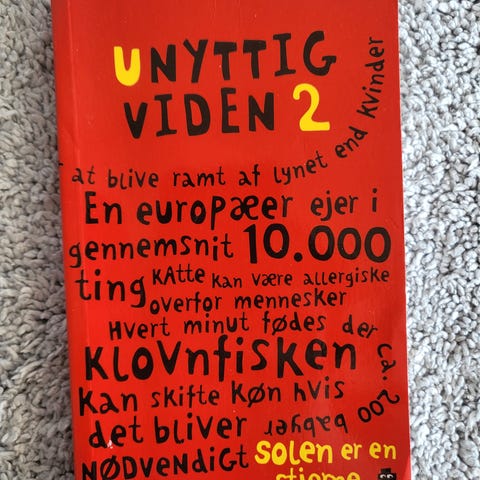 UNYTTIG
VIDEN 2
at blive ramt af lynet end kvinder
En europæer ejer i
gennemsnit 10.000
ting
Katte kan være allergiske
overfor mennesker
Hvert minut fødes der ca. 200 babyer
Klovnfisken
kan skifte køn hvis
det bliver
nødvendigt
Solen er en
stjerne